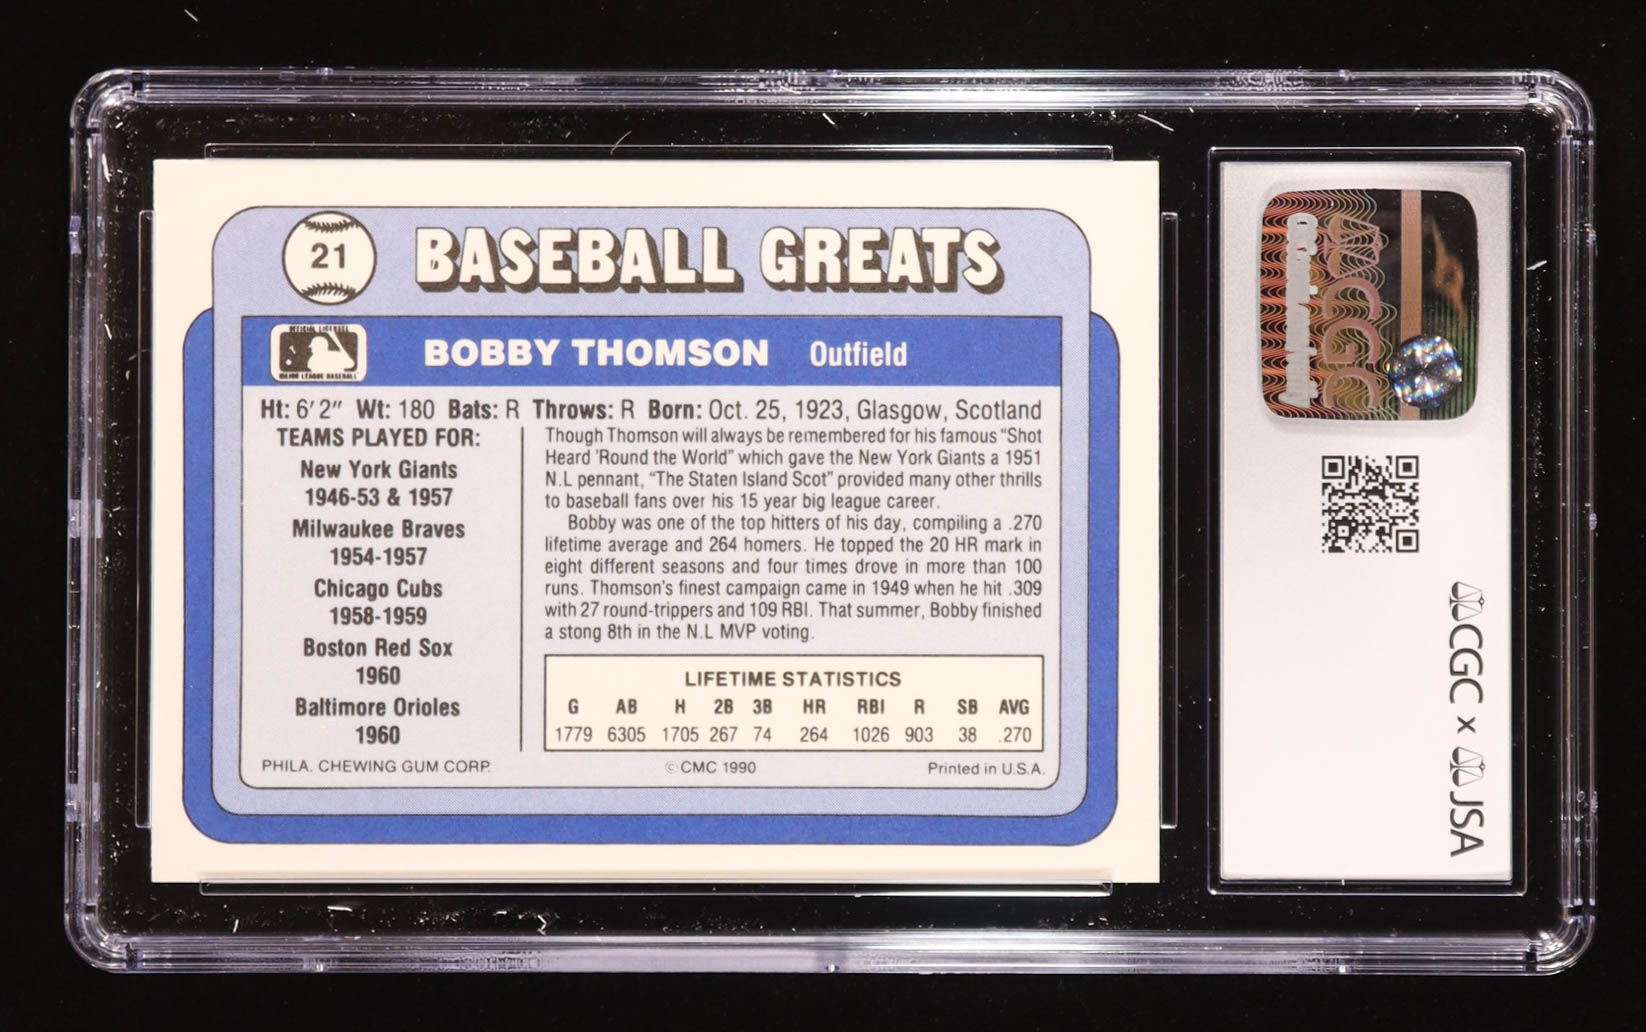 21
BASEBALL GREATS
OFFICIAL LICENSEE
MAJOR LEAGUE BASEBALL
BOBBY THOMSON Outfield
Ht: 6'2" Wt: 180 Bats: R Throws: R Born: Oct. 25, 1923, Glasgow, Scotland
TEAMS PLAYED FOR:
New York Giants
1946-53 & 1957
Milwaukee Braves
1954-1957
Chicago Cubs
1958-1959
Boston Red Sox
1960
Baltimore Orioles
1960
Though Thomson will always be remembered for his famous "Shot
Heard 'Round the World" which gave the New York Giants a 1951
N.L pennant, "The Staten Island Scot" provided many other thrills
to baseball fans over his 15 year big league career.
Bobby was one of the top hitters of his day, compiling a .270
lifetime average and 264 homers. He topped the 20 HR mark in
eight different seasons and four times drove in more than 100
runs. Thomson's finest campaign came in 1949 when he hit .309
with 27 round-trippers and 109 RBI. That summer, Bobby finished
a stong 8th in the N.L MVP voting.
LIFETIME STATISTICS
G AB H 2B 3B HR RBI R SB AVG
1779 6305 1705 267 74 264 1026 903 38 .270
PHILA. CHEWING GUM CORP. © CMC 1990 Printed in U.S.A.
CGC
CGC x JSA